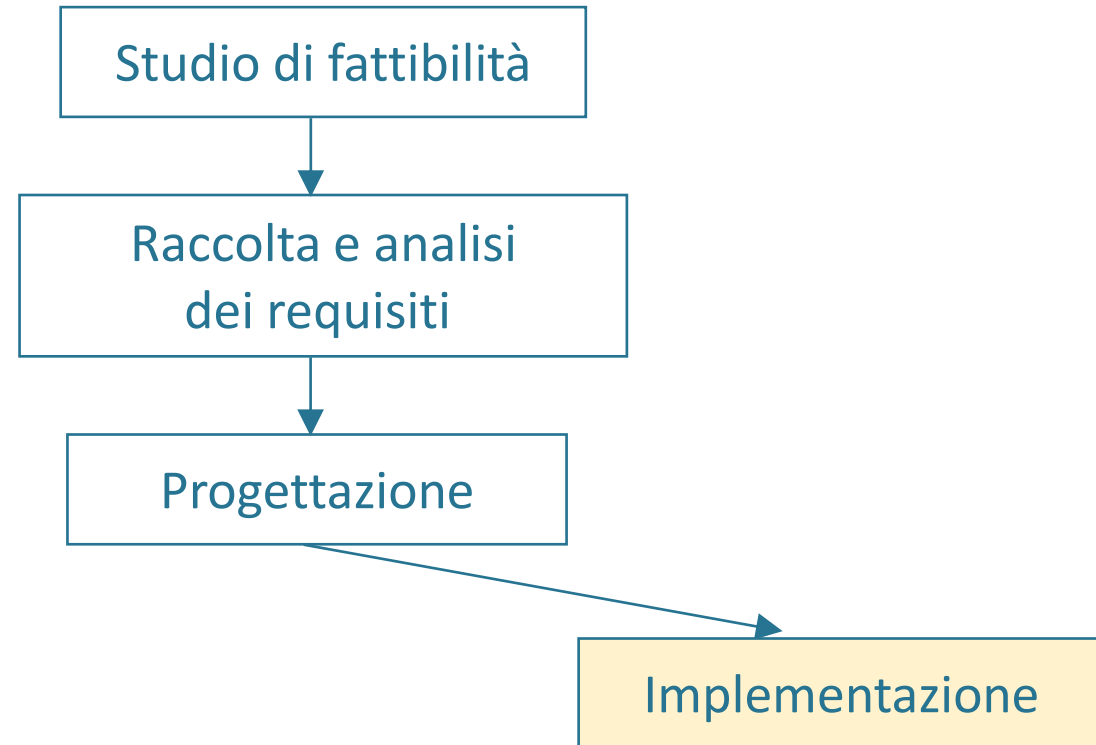 Studio di fattibilità
Raccolta e analisi
dei requisiti
Progettazione
Implementazione